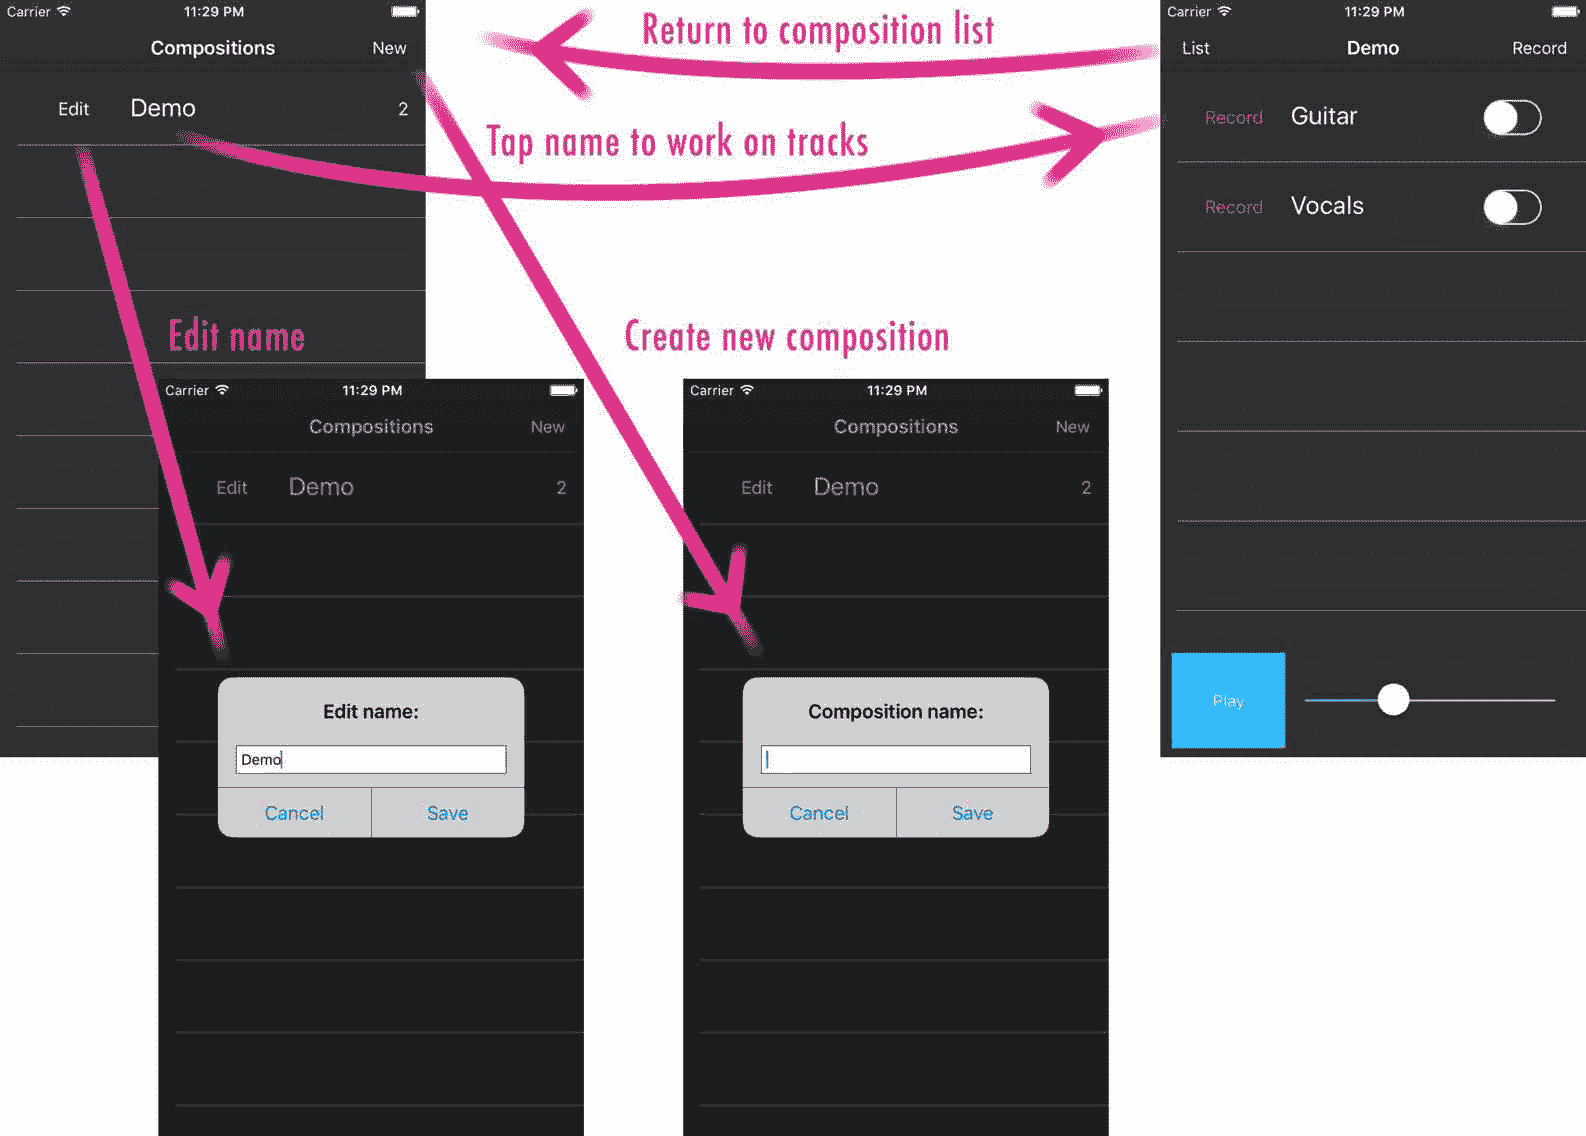 Carrier 11:29 PM
Compositions New
Edit Demo 2
Return to composition list
Tap name to work on tracks
Carrier 11:29 PM
List Demo Record
Record Guitar
Record Vocals
Play
Edit name
Create new composition
Carrier 11:29 PM
Compositions New
Edit Demo 2
Edit name:
Demo
Cancel Save
Carrier 11:29 PM
Compositions New
Edit Demo 2
Composition name:
Cancel Save